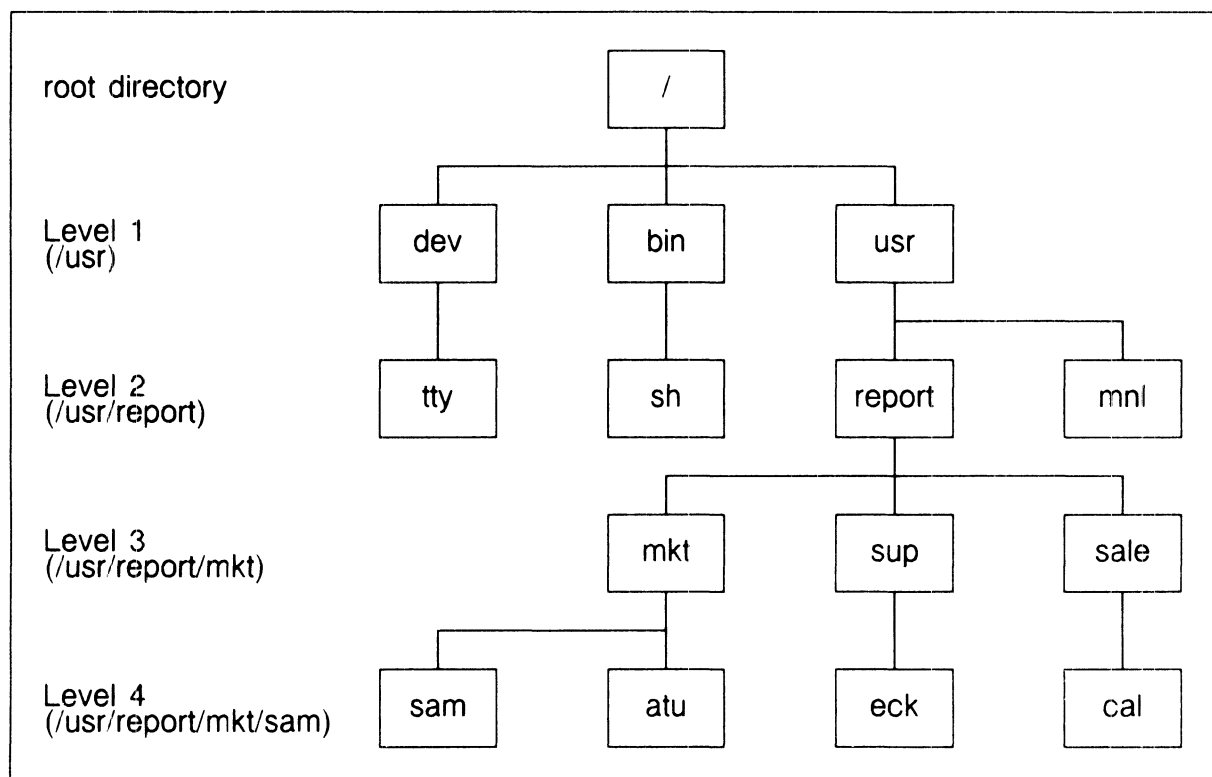 root directory
/
Level 1
(/usr)
dev
bin
usr
Level 2
(/usr/report)
tty
sh
report
mnl
Level 3
(/usr/report/mkt)
mkt
sup
sale
Level 4
(/usr/report/mkt/sam)
sam
atu
eck
cal